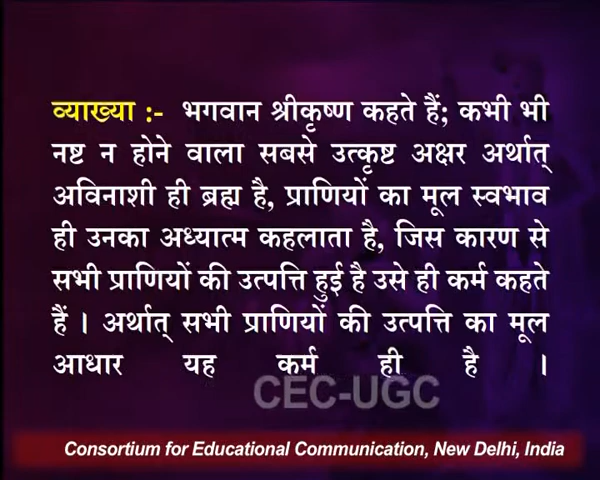 व्याख्या :- भगवान श्रीकृष्ण कहते हैं; कभी भी
नष्ट न होने वाला सबसे उत्कृष्ट अक्षर अर्थात्
अविनाशी ही ब्रह्म है, प्राणियों का मूल स्वभाव
ही उनका अध्यात्म कहलाता है, जिस कारण से
सभी प्राणियों की उत्पत्ति हुई है उसे ही कर्म कहते
हैं । अर्थात् सभी प्राणियों की उत्पत्ति का मूल
आधार यह कर्म ही है ।
CEC-UGC
Consortium for Educational Communication, New Delhi, India